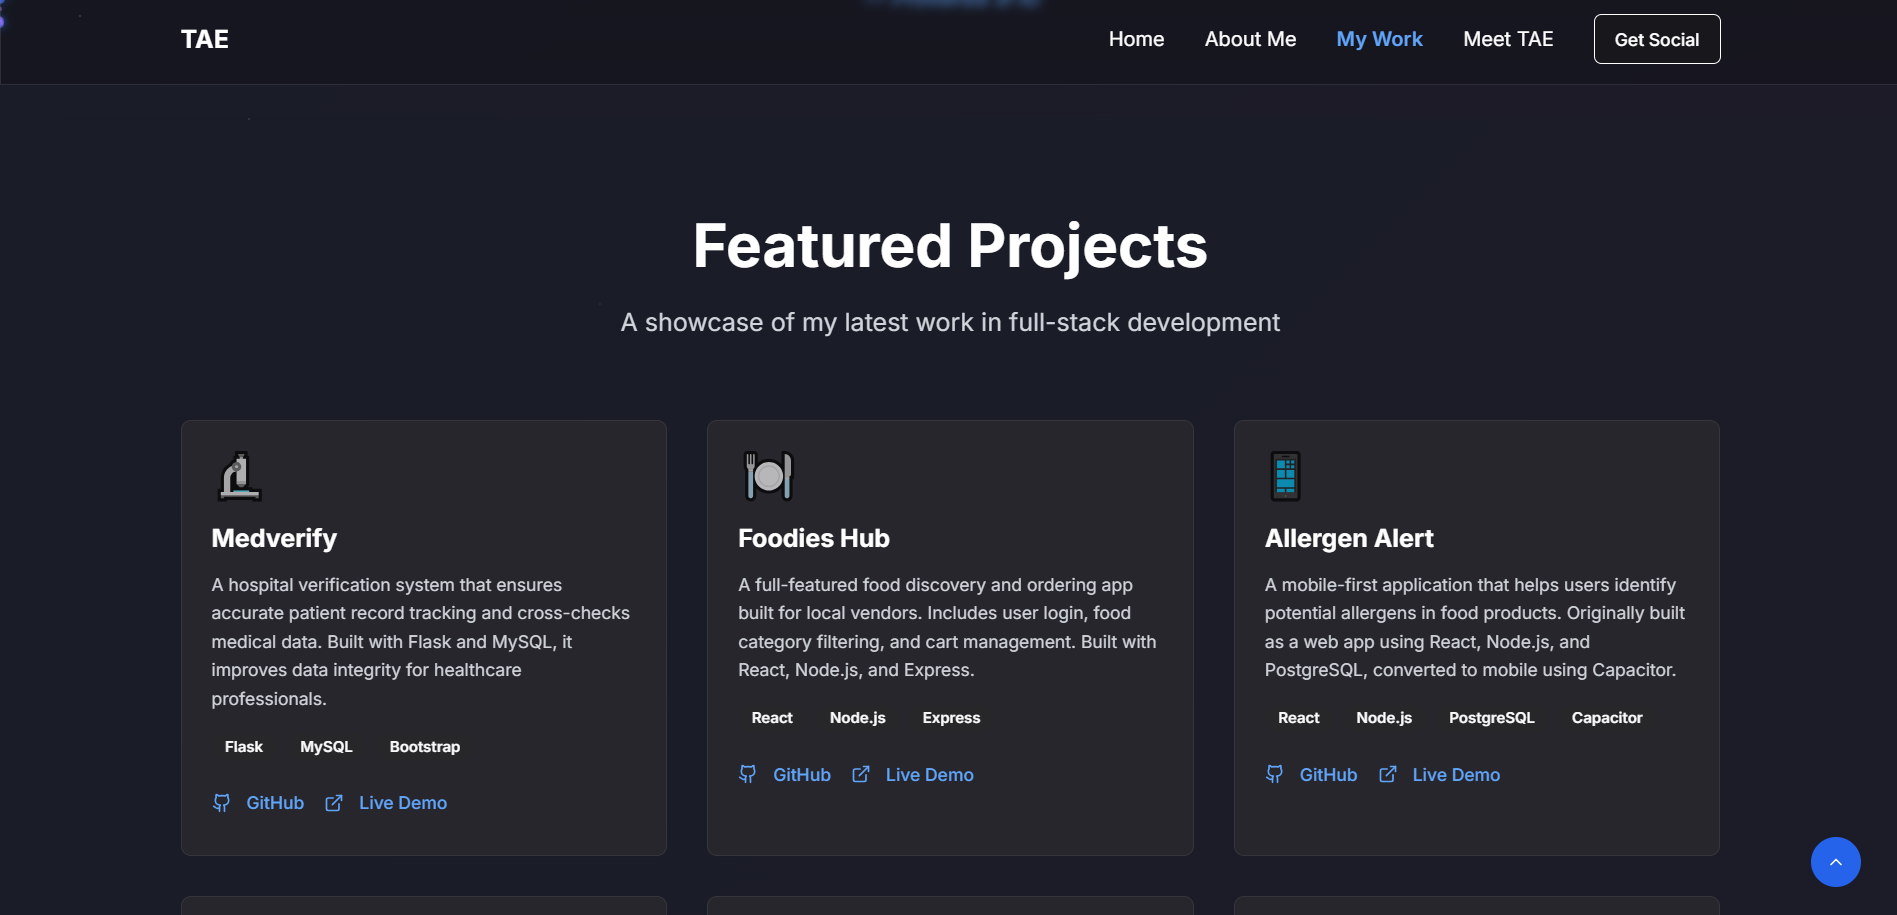 TAE
Home About Me My Work Meet TAE Get Social
Featured Projects
A showcase of my latest work in full-stack development
Medverify
A hospital verification system that ensures
accurate patient record tracking and cross-checks
medical data. Built with Flask and MySQL, it
improves data integrity for healthcare
professionals.
Flask MySQL Bootstrap
GitHub Live Demo
Foodies Hub
A full-featured food discovery and ordering app
built for local vendors. Includes user login, food
category filtering, and cart management. Built with
React, Node.js, and Express.
React Node.js Express
GitHub Live Demo
Allergen Alert
A mobile-first application that helps users identify
potential allergens in food products. Originally built
as a web app using React, Node.js, and
PostgreSQL, converted to mobile using Capacitor.
React Node.js PostgreSQL Capacitor
GitHub Live Demo